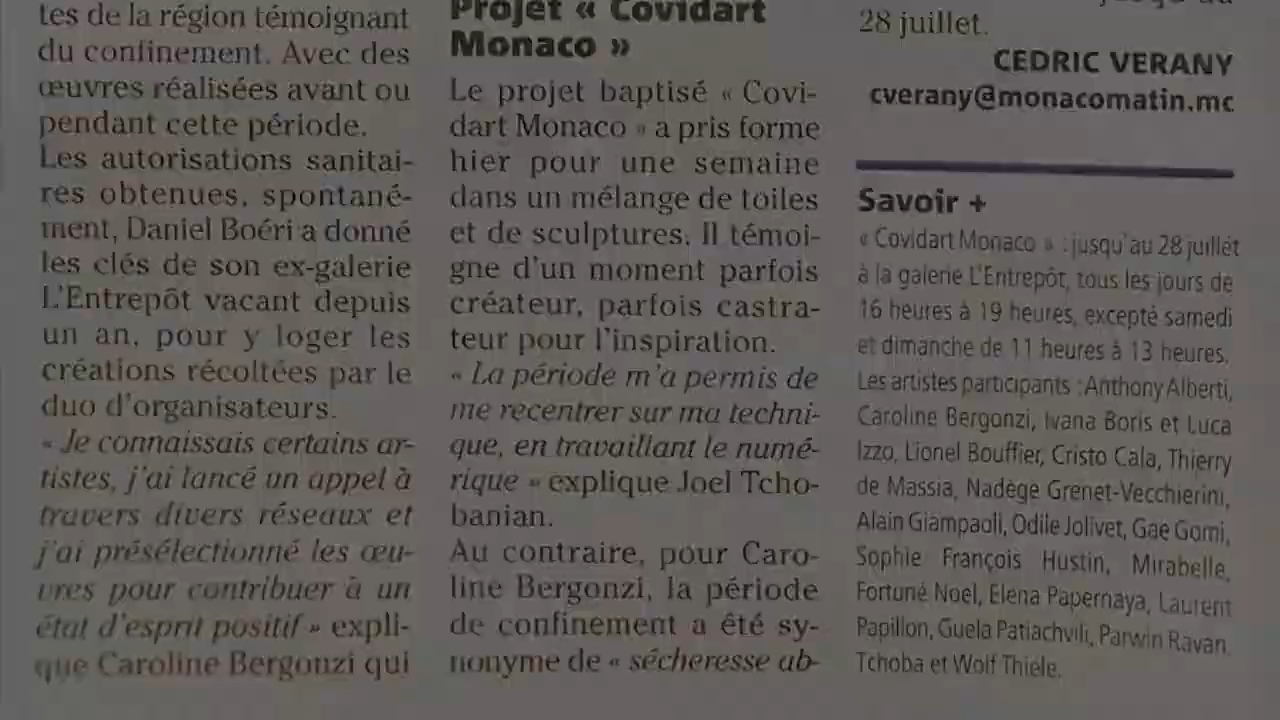 tes de la région témoignant
du confinement. Avec des
œuvres réalisées avant ou
pendant cette période.
Les autorisations sanitai-
res obtenues, spontané-
ment, Daniel Boéri a donné
les clés de son ex-galerie
L'Entrepôt vacant depuis
un an, pour y loger les
créations récoltées par le
duo d'organisateurs.
« Je connaissais certains ar-
tistes, j'ai lancé un appel à
travers divers réseaux et
j'ai présélectionné les œu-
vres pour contribuer à un
état d'esprit positif » expli-
que Caroline Bergonzi qui
Projet « Covidart
Monaco »
Le projet baptisé « Covi-
dart Monaco » a pris forme
hier pour une semaine
dans un mélange de toiles
et de sculptures. Il témoi-
gne d'un moment parfois
créateur, parfois castra-
teur pour l'inspiration.
« La période m'a permis de
me recentrer sur ma techni-
que, en travaillant le numé-
rique » explique Joel Tcho-
banian.
Au contraire, pour Caro-
line Bergonzi, la période
de confinement a été sy-
nonyme de « sécheresse ab-
28 juillet.
CEDRIC VERANY
cverany@monacomatin.mc
Savoir +
« Covidart Monaco » : jusqu'au 28 juillet
à la galerie L'Entrepôt, tous les jours de
16 heures à 19 heures, excepté samedi
et dimanche de 11 heures à 13 heures.
Les artistes participants : Anthony Alberti,
Caroline Bergonzi, Ivana Boris et Luca
Izzo, Lionel Bouffier, Cristo Cala, Thierry
de Massia, Nadège Grenet-Vecchierini,
Alain Giampaoli, Odile Jolivet, Gae Gomi,
Sophie François Hustin, Mirabelle,
Fortuné Noel, Elena Papernaya, Laurent
Papillon, Guela Patiachvili, Parwin Ravan
Tchoba et Wolf Thiele.